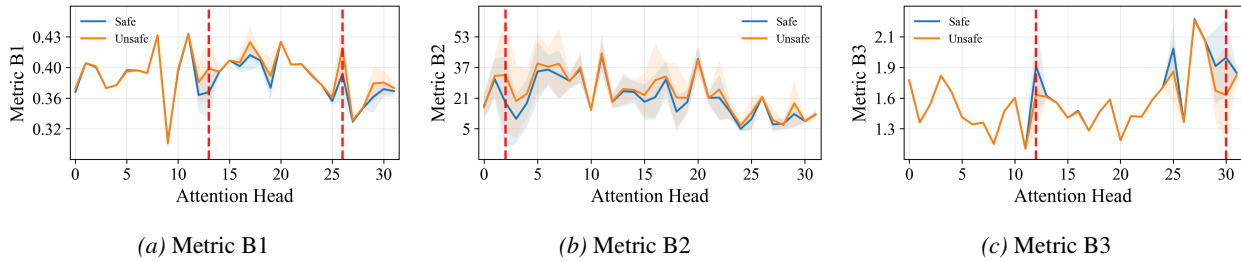 Metric B1
0.43
0.40
0.36
0.32
Safe
Unsafe
0 5 10 15 20 25 30
Attention Head
(a) Metric B1
Metric B2
53
37
21
5
Safe
Unsafe
0 5 10 15 20 25 30
Attention Head
(b) Metric B2
Metric B3
2.1
1.9
1.6
1.3
Safe
Unsafe
0 5 10 15 20 25 30
Attention Head
(c) Metric B3